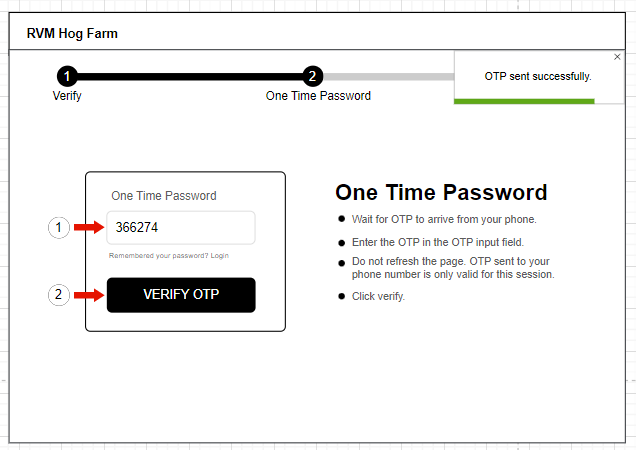 RVM Hog Farm
1
2
OTP sent successfully.
Verify
One Time Password
One Time Password
1
366274
Remembered your password? Login
2
VERIFY OTP
One Time Password
Wait for OTP to arrive from your phone.
Enter the OTP in the OTP input field.
Do not refresh the page. OTP sent to your
phone number is only valid for this session.
Click verify.